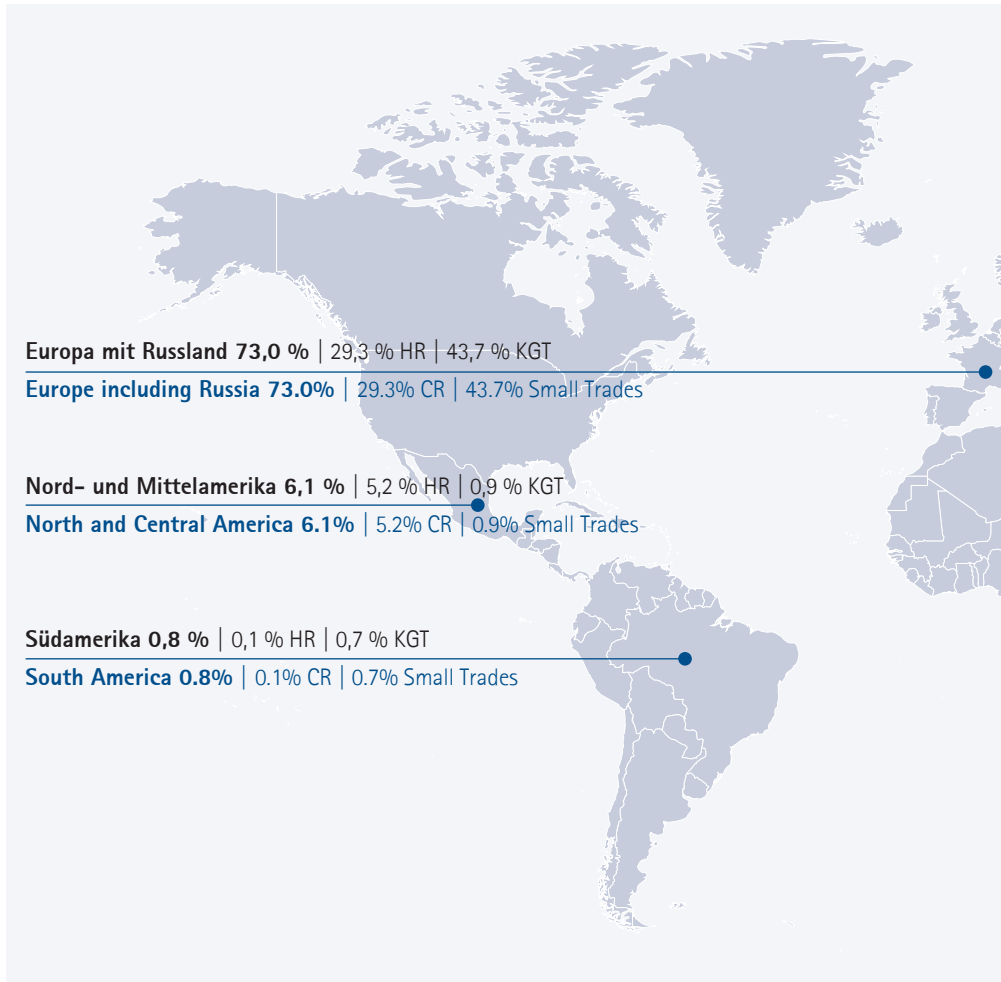 Europa mit Russland 73,0 % | 29,3 % HR | 43,7 % KGT
Europe including Russia 73.0% | 29.3% CR | 43.7% Small Trades
Nord- und Mittelamerika 6,1 % | 5,2 % HR | 0,9 % KGT
North and Central America 6.1% | 5.2% CR | 0.9% Small Trades
Südamerika 0,8 % | 0,1 % HR | 0,7 % KGT
South America 0.8% | 0.1% CR | 0.7% Small Trades